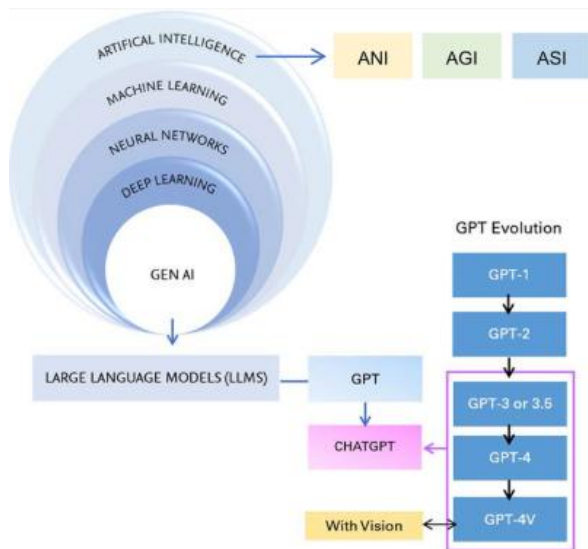 ARTIFICAL INTELLIGENCE
ANI
AGI
ASI
MACHINE LEARNING
NEURAL NETWORKS
DEEP LEARNING
GEN AI
GPT Evolution
GPT-1
GPT-2
LARGE LANGUAGE MODELS (LLMS)
GPT
GPT-3 or 3.5
CHATGPT
GPT-4
With Vision
GPT-4V